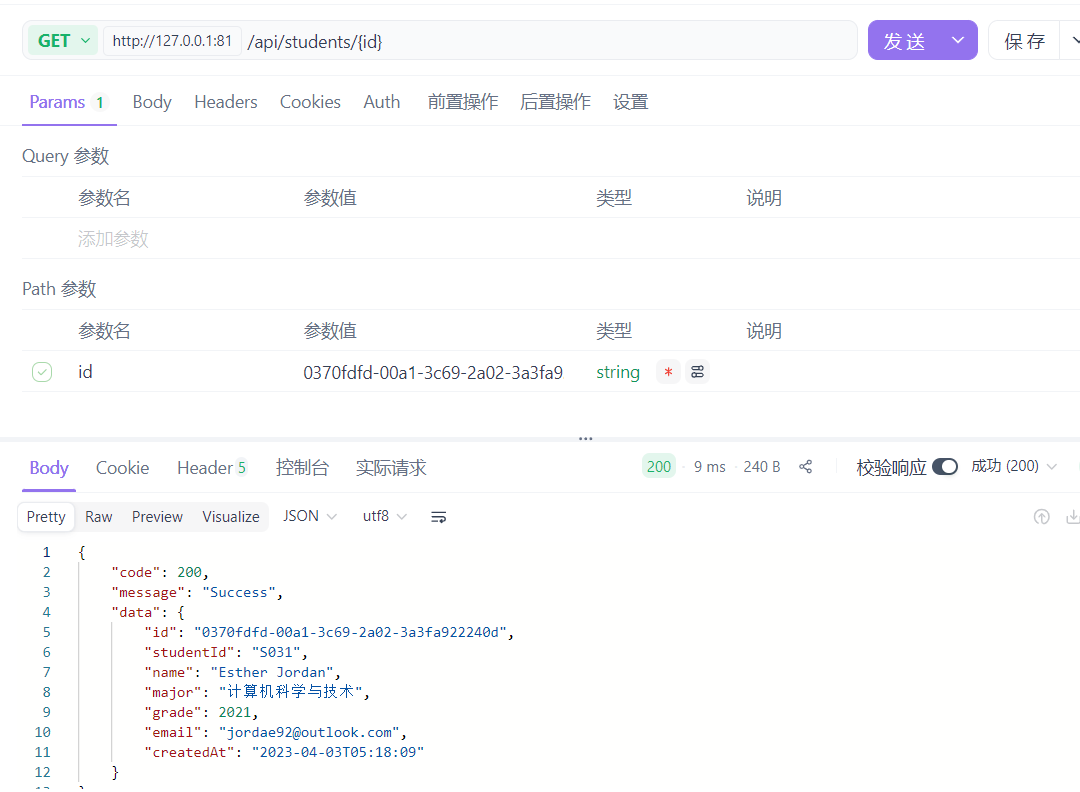 GET http://127.0.0.1:81 /api/students/{id} 发送 保存
Params 1 Body Headers Cookies Auth 前置操作 后置操作 设置
Query 参数
参数名 参数值 类型 说明
添加参数
Path 参数
参数名 参数值 类型 说明
id 0370fdfd-00a1-3c69-2a02-3a3fa9 string *
Body Cookie Header 5 控制台 实际请求 200 9 ms 240 B 校验响应 成功 (200)
Pretty Raw Preview Visualize JSON utf8
1 {
2 "code": 200,
3 "message": "Success",
4 "data": {
5 "id": "0370fdfd-00a1-3c69-2a02-3a3fa922240d",
6 "studentId": "S031",
7 "name": "Esther Jordan",
8 "major": "计算机科学与技术",
9 "grade": 2021,
10 "email": "jordae92@outlook.com",
11 "createdAt": "2023-04-03T05:18:09"
12 }